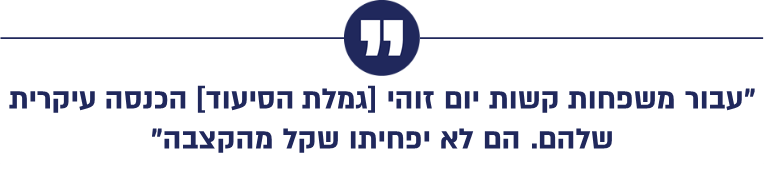 "עבור משפחות קשות יום זוהי [גמלת הסיעוד] הכנסה עיקרית
שלהם. הם לא יפחיתו שקל מהקצבה"